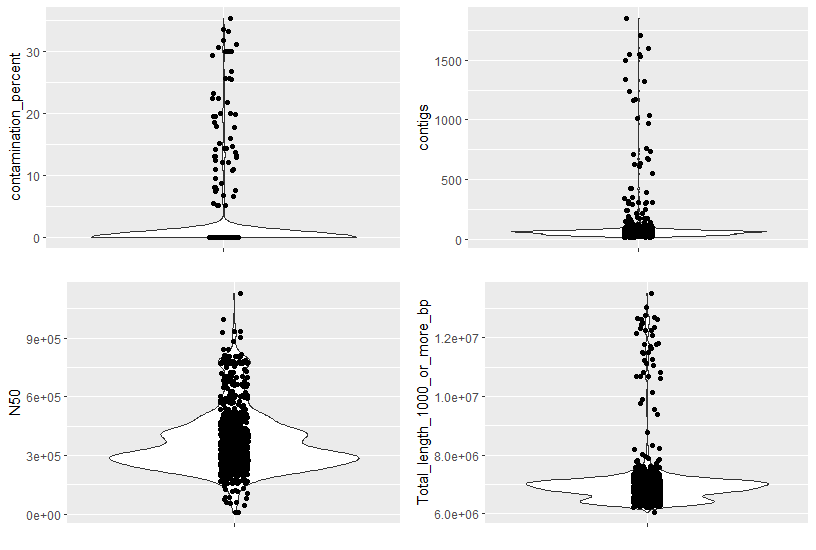 contamination_percent
30
20
10
0
contigs
1500
1000
500
0
N50
9e+05
6e+05
3e+05
0e+00
Total_length_1000_or_more_bp
1.2e+07
1.0e+07
8.0e+06
6.0e+06